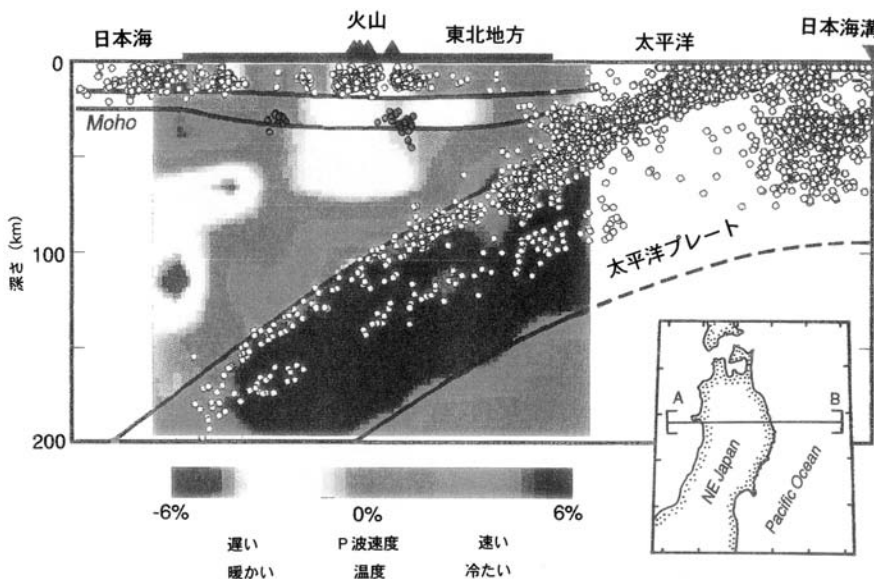 火山
日本海 東北地方 太平洋 日本海溝
0
Moho
100
深さ (km)
太平洋プレート
200
A B
NE Japan
Pacific Ocean
-6% 0% 6%
遅い P波速度 速い
暖かい 温度 冷たい